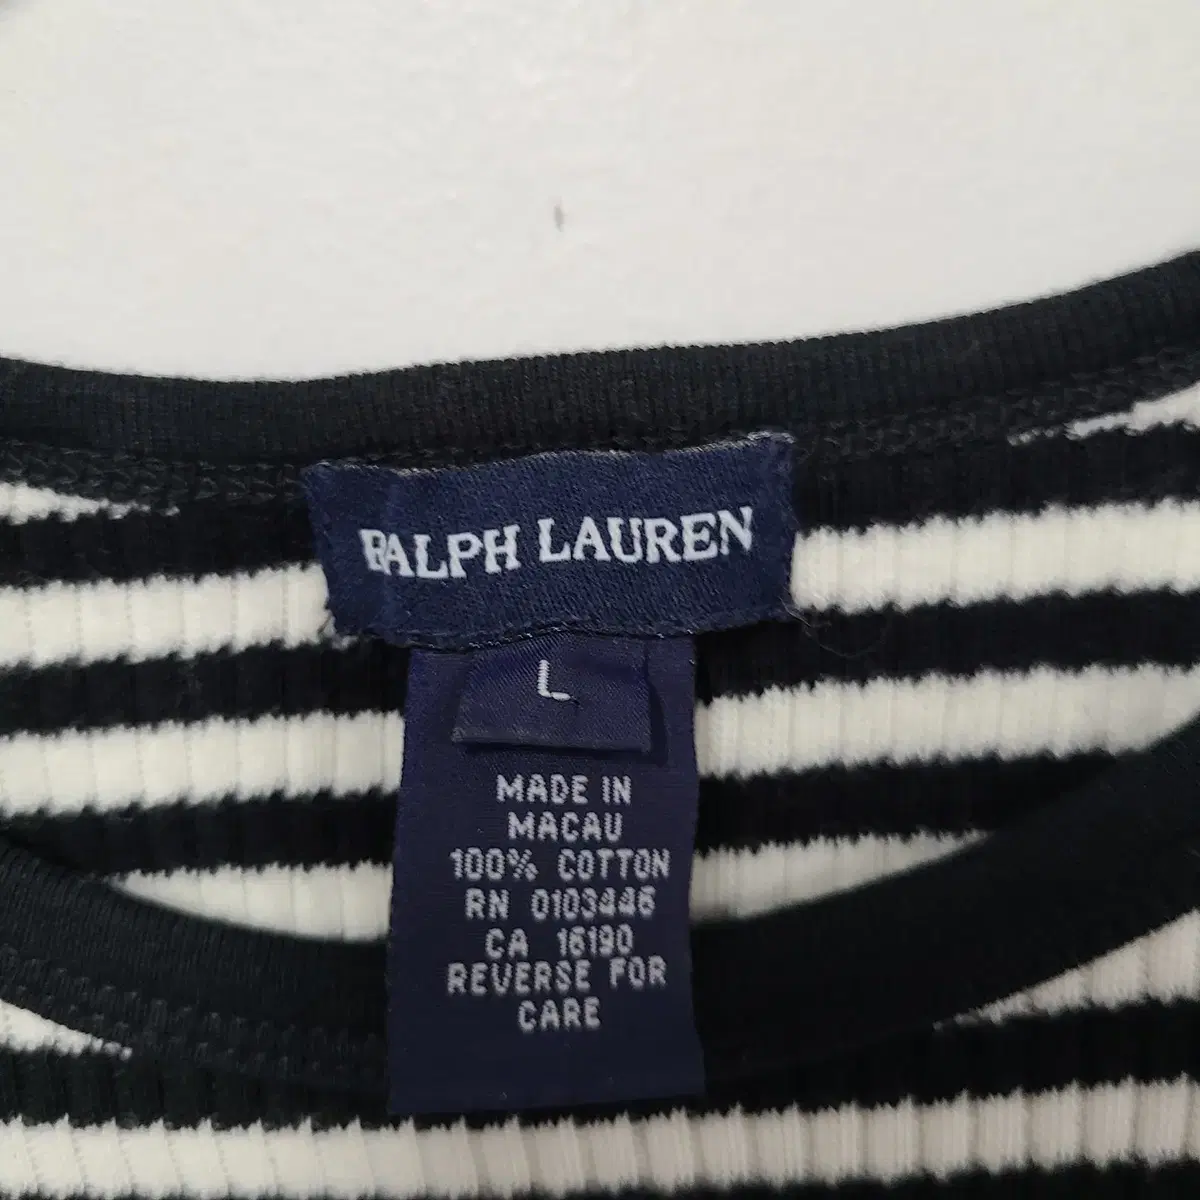 RALPH LAUREN
L
MADE IN
MACAU
100% COTTON
RN 0103446
CA 16190
REVERSE FOR
CARE